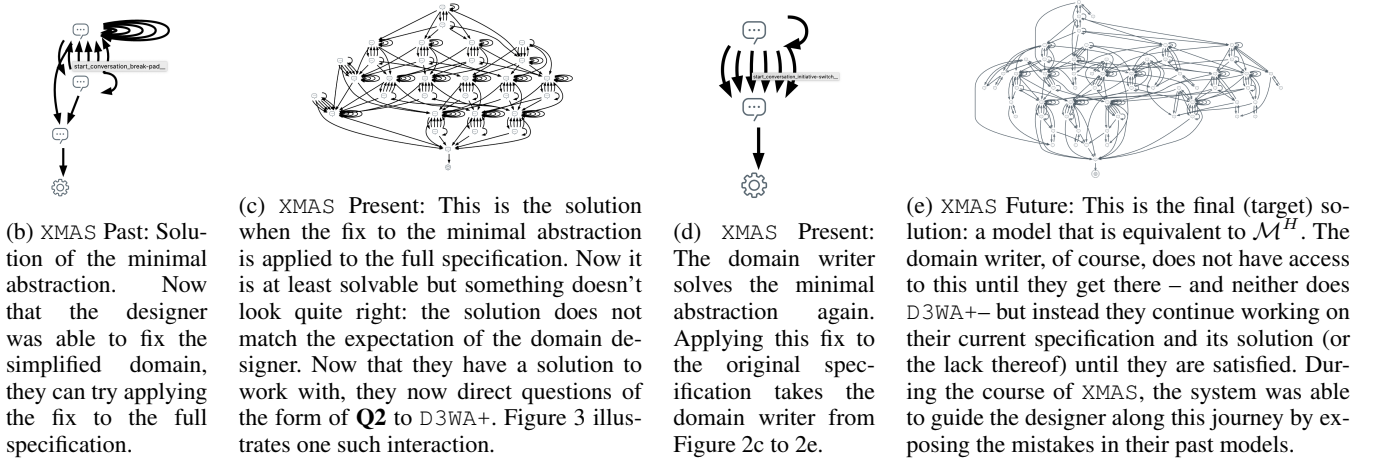 start_conversation_break-pad__
start_conversation_initiative-switch__
(b) XMAS Past: Solu-
tion of the minimal
abstraction. Now
that the designer
was able to fix the
simplified domain,
they can try applying
the fix to the full
specification.
(c) XMAS Present: This is the solution
when the fix to the minimal abstraction
is applied to the full specification. Now it
is at least solvable but something doesn't
look quite right: the solution does not
match the expectation of the domain de-
signer. Now that they have a solution to
work with, they now direct questions of
the form of Q2 to D3WA+. Figure 3 illus-
trates one such interaction.
(d) XMAS Present:
The domain writer
solves the minimal
abstraction again.
Applying this fix to
the original spec-
ification takes the
domain writer from
Figure 2c to 2e.
(e) XMAS Future: This is the final (target) so-
lution: a model that is equivalent to 𝓜^H. The
domain writer, of course, does not have access
to this until they get there – and neither does
D3WA+– but instead they continue working on
their current specification and its solution (or
the lack thereof) until they are satisfied. Dur-
ing the course of XMAS, the system was able
to guide the designer along this journey by ex-
posing the mistakes in their past models.